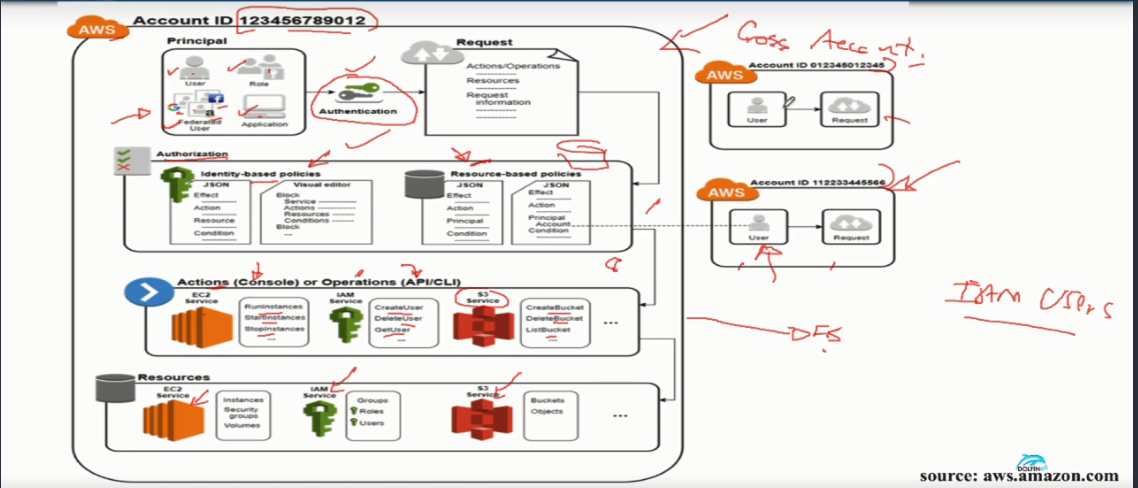 AWS
Account ID 123456789012
Principal
User
Role
Federated
User
Application
Authentication
Request
Actions/Operations
Resources
Request
information
Cross Account.
AWS
Account ID 012345012345
User
Request
Authorization
Identity-based policies
JSON
Effect
Action
Resource
Condition
Visual editor
Block
Service
Actions
Resources
Conditions
Block
...
Resource-based policies
JSON
Effect
Action
Principal
Condition
JSON
Effect
Action
Principal
Account
Condition
AWS
Account ID 112233445566
User
Request
Actions (Console) or Operations (API/CLI)
EC2
Service
RunInstances
StartInstances
StopInstances
...
IAM
Service
CreateUser
DeleteUser
GetUser
...
S3
Service
CreateBucket
DeleteBucket
ListBucket
...
...
IAM Users
Resources
EC2
Service
Instances
Security
groups
Volumes
IAM
Service
Groups
Roles
Users
S3
Service
Buckets
Objects
...
DOLFIN
source: aws.amazon.com